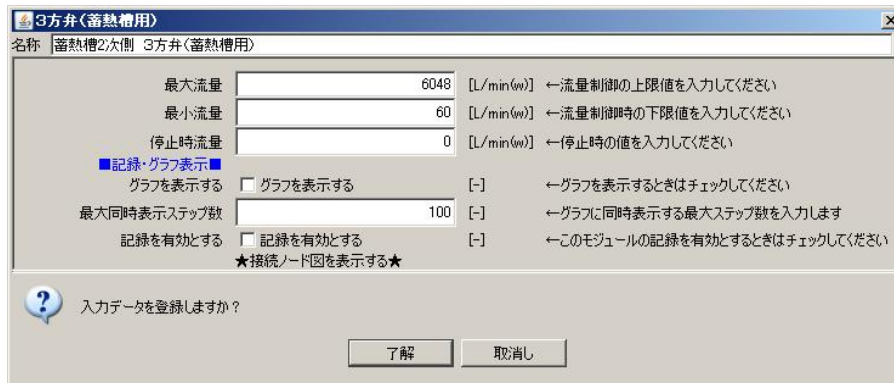 3方弁(蓄熱槽用)
名称 蓄熱槽2次側 3方弁(蓄熱槽用)
最大流量 6048 [L/min(w)] ←流量制御の上限値を入力してください
最小流量 60 [L/min(w)] ←流量制御時の下限値を入力してください
停止時流量 0 [L/min(w)] ←停止時の値を入力してください
■記録・グラフ表示■
グラフを表示する グラフを表示する [-] ←グラフを表示するときはチェックしてください
最大同時表示ステップ数 100 [-] ←グラフに同時表示する最大ステップ数を入力します
記録を有効とする 記録を有効とする [-] ←このモジュールの記録を有効とするときはチェックしてください
★接続ノード図を表示する★
入力データを登録しますか?
了解 取消し